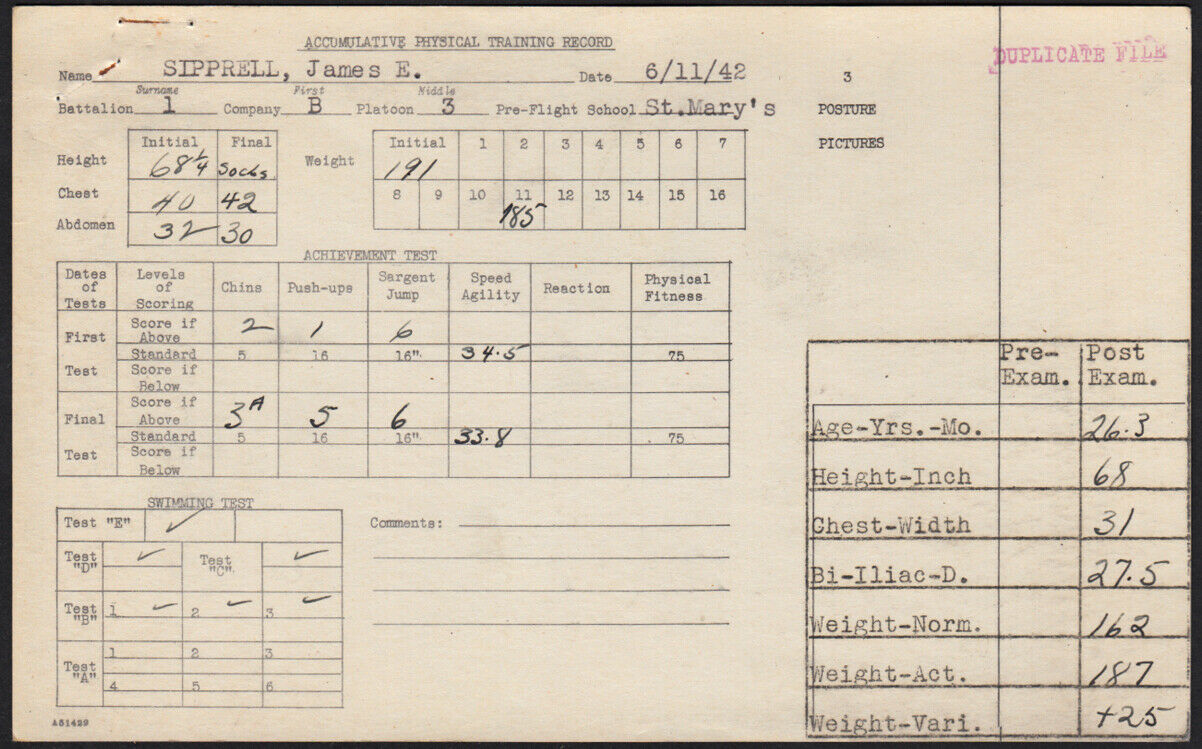 ACCUMULATIVE PHYSICAL TRAINING RECORD
DUPLICATE FILE
Name SIPPRELL, James E. Date 6/11/42 3
Surname First Middle
Battalion 1 Company B Platoon 3 Pre-Flight School St.Mary's POSTURE
PICTURES
Initial Final
Height 68 1/4 Socks
Chest 40 42
Abdomen 32 30
Weight Initial 1 2 3 4 5 6 7
191
8 9 10 11 12 13 14 15 16
185
ACHIEVEMENT TEST
Dates of Tests Levels of Scoring Chins Push-ups Sargent Jump Speed Agility Reaction Physical Fitness
First Test Score if Above 2 1 6
Standard 5 16 16" 34.5 75
Score if Below
Final Test Score if Above 3A 5 6
Standard 5 16 16" 33.8 75
Score if Below
SWIMMING TEST
Test "E" ✓
Test "D" ✓ Test "C" ✓
Test "B" 1 ✓ 2 ✓ 3 ✓
Test "A" 1 2 3
4 5 6
Comments:
Pre-Exam. Post Exam.
Age-Yrs.-Mo. 26.3
Height-Inch 68
Chest-Width 31
Bi-Iliac-D. 27.5
Weight-Norm. 162
Weight-Act. 187
Weight-Vari. +25
A31429